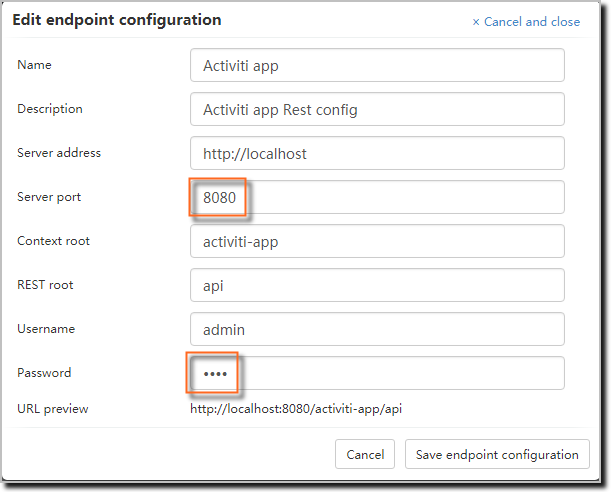 Edit endpoint configuration
× Cancel and close
Name
Activiti app
Description
Activiti app Rest config
Server address
http://localhost
Server port
8080
Context root
activiti-app
REST root
api
Username
admin
Password
••••
URL preview
http://localhost:8080/activiti-app/api
Cancel
Save endpoint configuration